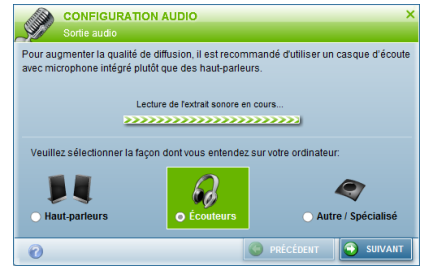 CONFIGURATION AUDIO
Sortie audio
Pour augmenter la qualité de diffusion, il est recommandé d'utiliser un casque d'écoute
avec microphone intégré plutôt que des haut-parleurs.
Lecture de l'extrait sonore en cours...
Veuillez sélectionner la façon dont vous entendez sur votre ordinateur:
Haut-parleurs
Écouteurs
Autre / Spécialisé
PRÉCÉDENT
SUIVANT